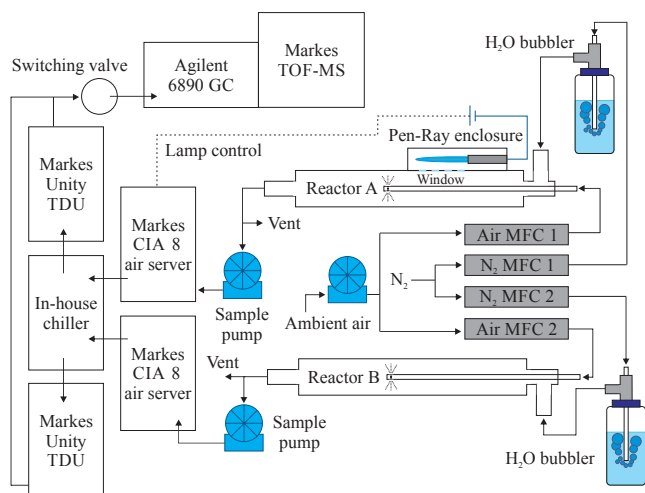 Switching valve
Agilent
6890 GC
Markes
TOF-MS
H₂O bubbler
Pen-Ray enclosure
Lamp control
Markes
Unity
TDU
Markes
CIA 8
air server
Reactor A
Window
Vent
Sample
pump
Air MFC 1
N₂ MFC 1
N₂
N₂ MFC 2
Air MFC 2
Ambient air
In-house
chiller
Markes
CIA 8
air server
Vent
Reactor B
Sample
pump
Markes
Unity
TDU
H₂O bubbler